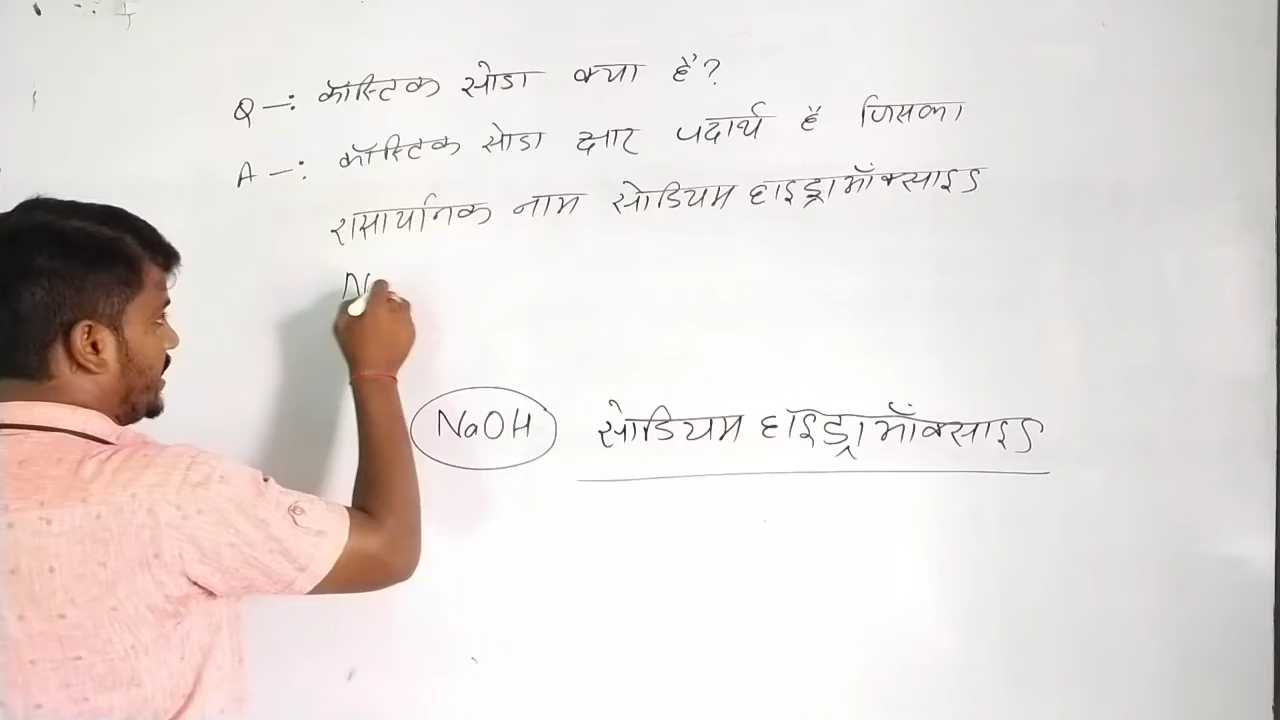 Q -: कॉस्टिक सोडा क्या है?
A -: कॉस्टिक सोडा क्षार पदार्थ है जिसका
रासायनिक नाम सोडियम हाइड्रामॉक्साइड
N
NaOH सोडियम हाइड्रामॉक्साइड